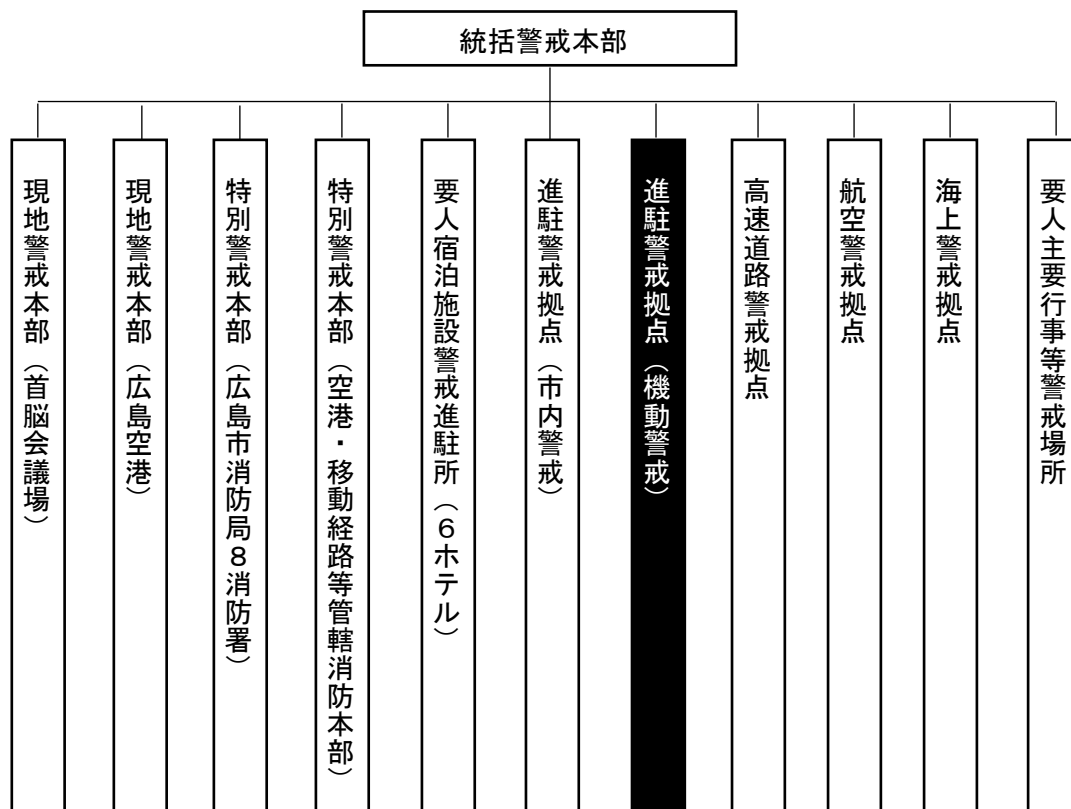 統括警戒本部
現地警戒本部（首脳会議場）
現地警戒本部（広島空港）
特別警戒本部（広島市消防局８消防署）
特別警戒本部（空港・移動経路等管轄消防本部）
要人宿泊施設警戒進駐所（６ホテル）
進駐警戒拠点（市内警戒）
進駐警戒拠点（機動警戒）
高速道路警戒拠点
航空警戒拠点
海上警戒拠点
要人主要行事等警戒場所